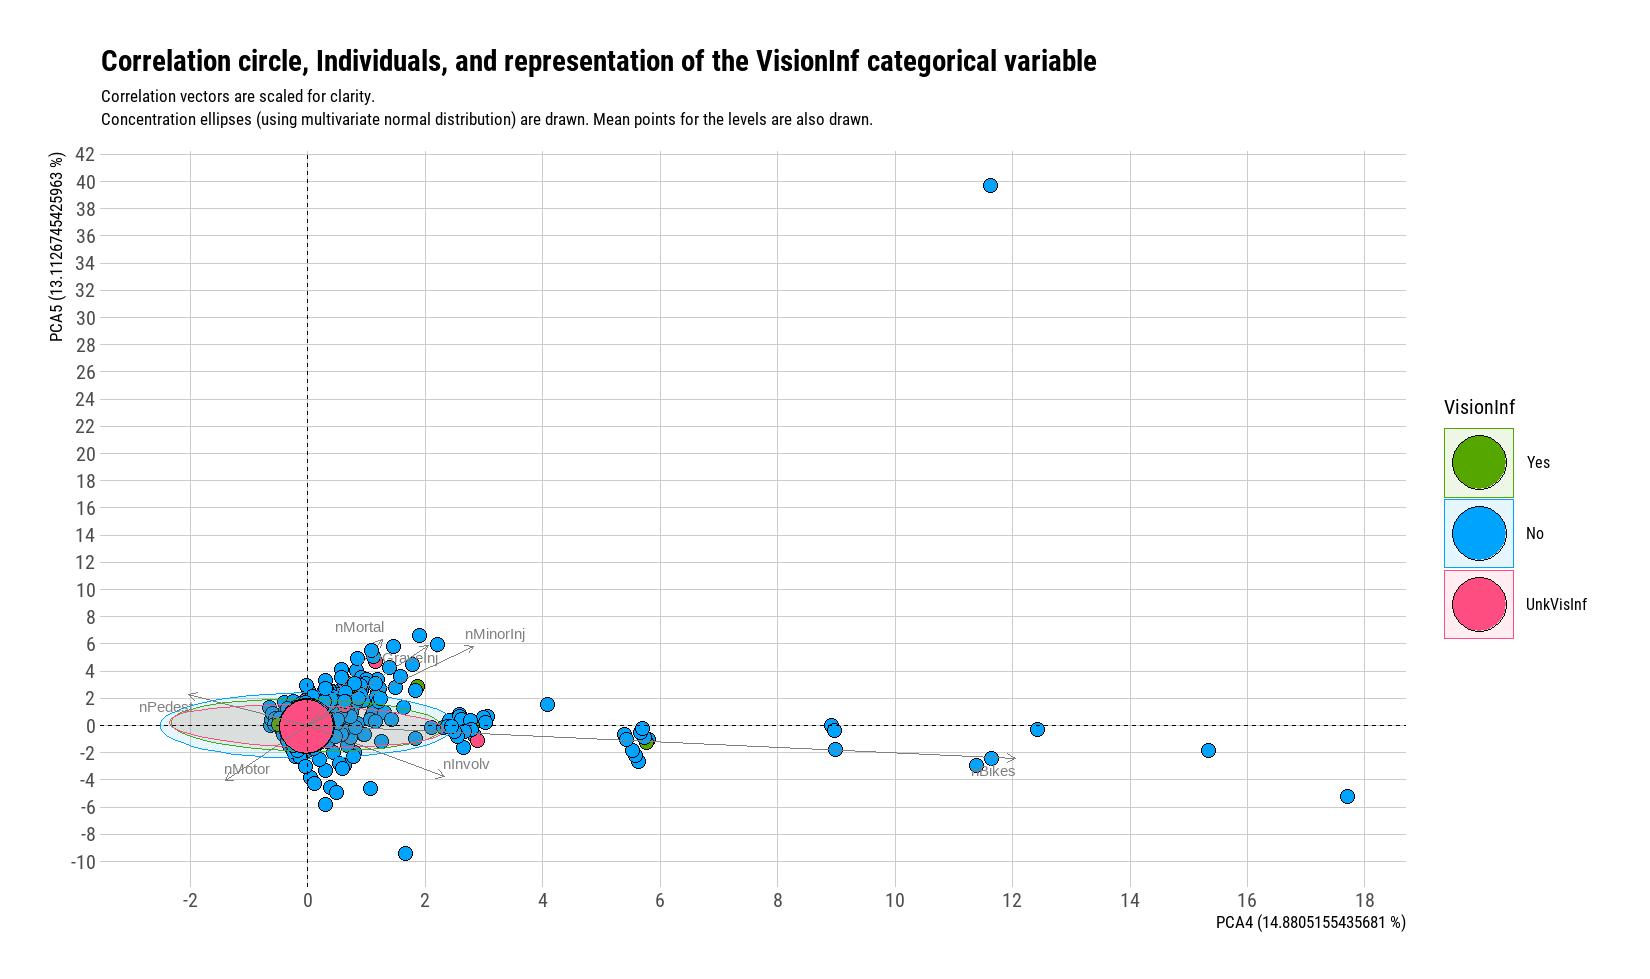 Correlation circle, Individuals, and representation of the VisionInf categorical variable
Correlation vectors are scaled for clarity.
Concentration ellipses (using multivariate normal distribution) are drawn. Mean points for the levels are also drawn.
PCA5 (13.1126745425963 %)
42
40
38
36
34
32
30
28
26
24
22
20
18
16
14
12
10
8
6
4
2
0
-2
-4
-6
-8
-10
nMortal
nMinorInj
nGraveInj
nPedest
nMotor
nInvolv
nBikes
-2
0
2
4
6
8
10
12
14
16
18
PCA4 (14.8805155435681 %)
VisionInf
Yes
No
UnkVisInf